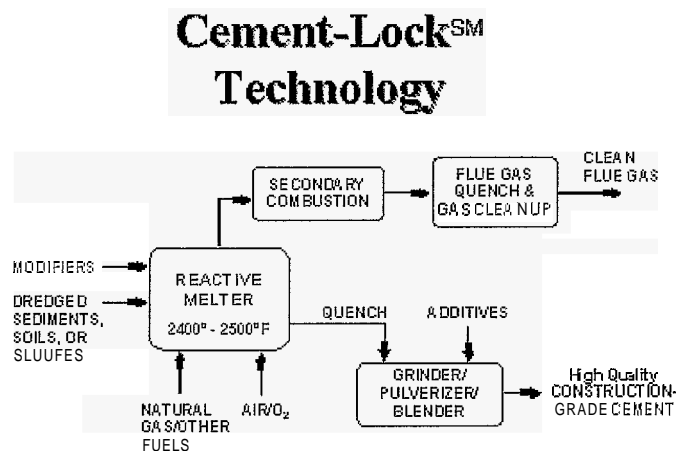 Cement-Lock℠
Technology
SECONDARY
COMBUSTION
FLUE GAS
QUENCH &
GAS CLEANUP
CLEAN
FLUE GAS
MODIFIERS
DREDGED
SEDIMENTS,
SOILS, OR
SLUUFES
REACTIVE
MELTER
2400° - 2500°F
QUENCH
ADDITIVES
NATURAL
GAS/OTHER
FUELS
AIR/O₂
GRINDER/
PULVERIZER/
BLENDER
High Quality
CONSTRUCTION-
GRADE CEMENT